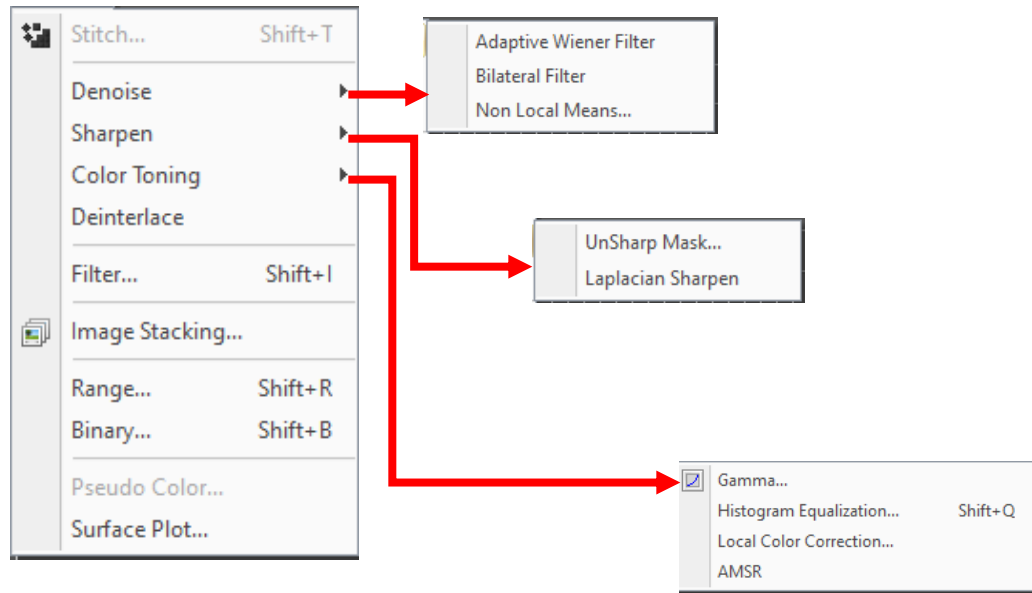 Stitch... Shift+T
Denoise
Sharpen
Color Toning
Deinterlace
Filter... Shift+I
Image Stacking...
Range... Shift+R
Binary... Shift+B
Pseudo Color...
Surface Plot...
Adaptive Wiener Filter
Bilateral Filter
Non Local Means...
UnSharp Mask...
Laplacian Sharpen
Gamma...
Histogram Equalization... Shift+Q
Local Color Correction...
AMSR